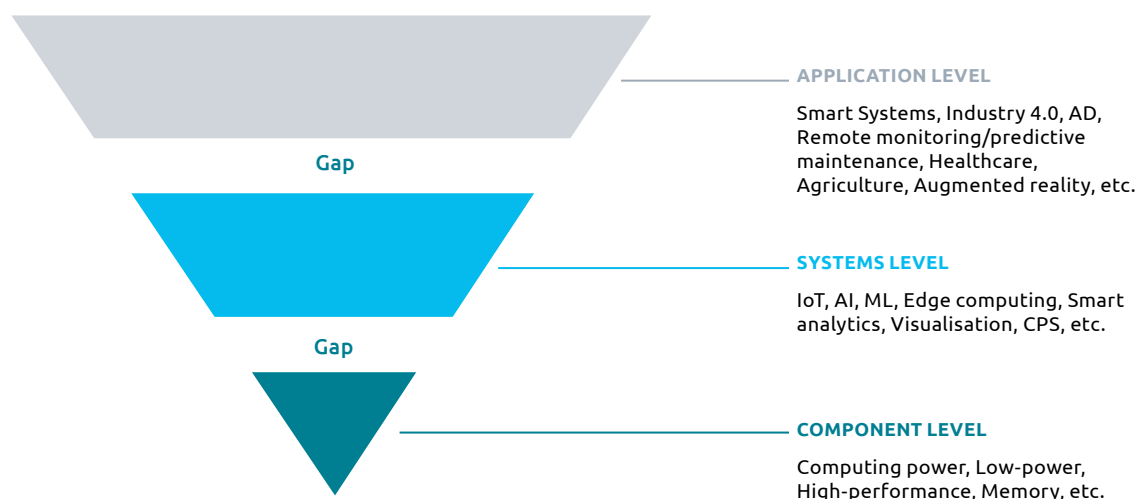 APPLICATION LEVEL
Smart Systems, Industry 4.0, AD,
Remote monitoring/predictive
maintenance, Healthcare,
Agriculture, Augmented reality, etc.
Gap
SYSTEMS LEVEL
IoT, AI, ML, Edge computing, Smart
analytics, Visualisation, CPS, etc.
Gap
COMPONENT LEVEL
Computing power, Low-power,
High-performance, Memory, etc.